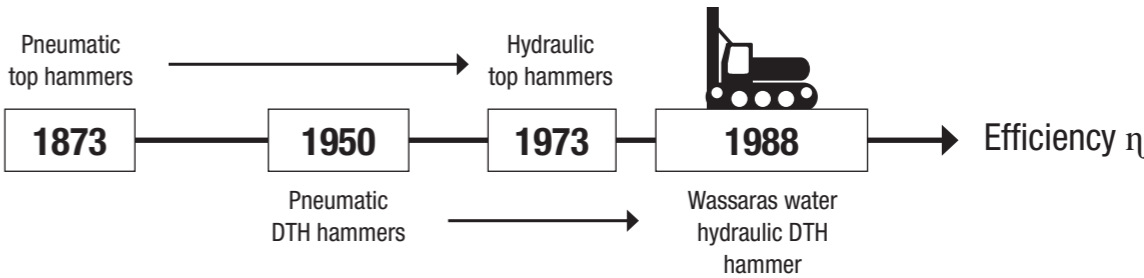 Pneumatic
top hammers
Hydraulic
top hammers
1873
1950
1973
1988
Efficiency η
Pneumatic
DTH hammers
Wassaras water
hydraulic DTH
hammer